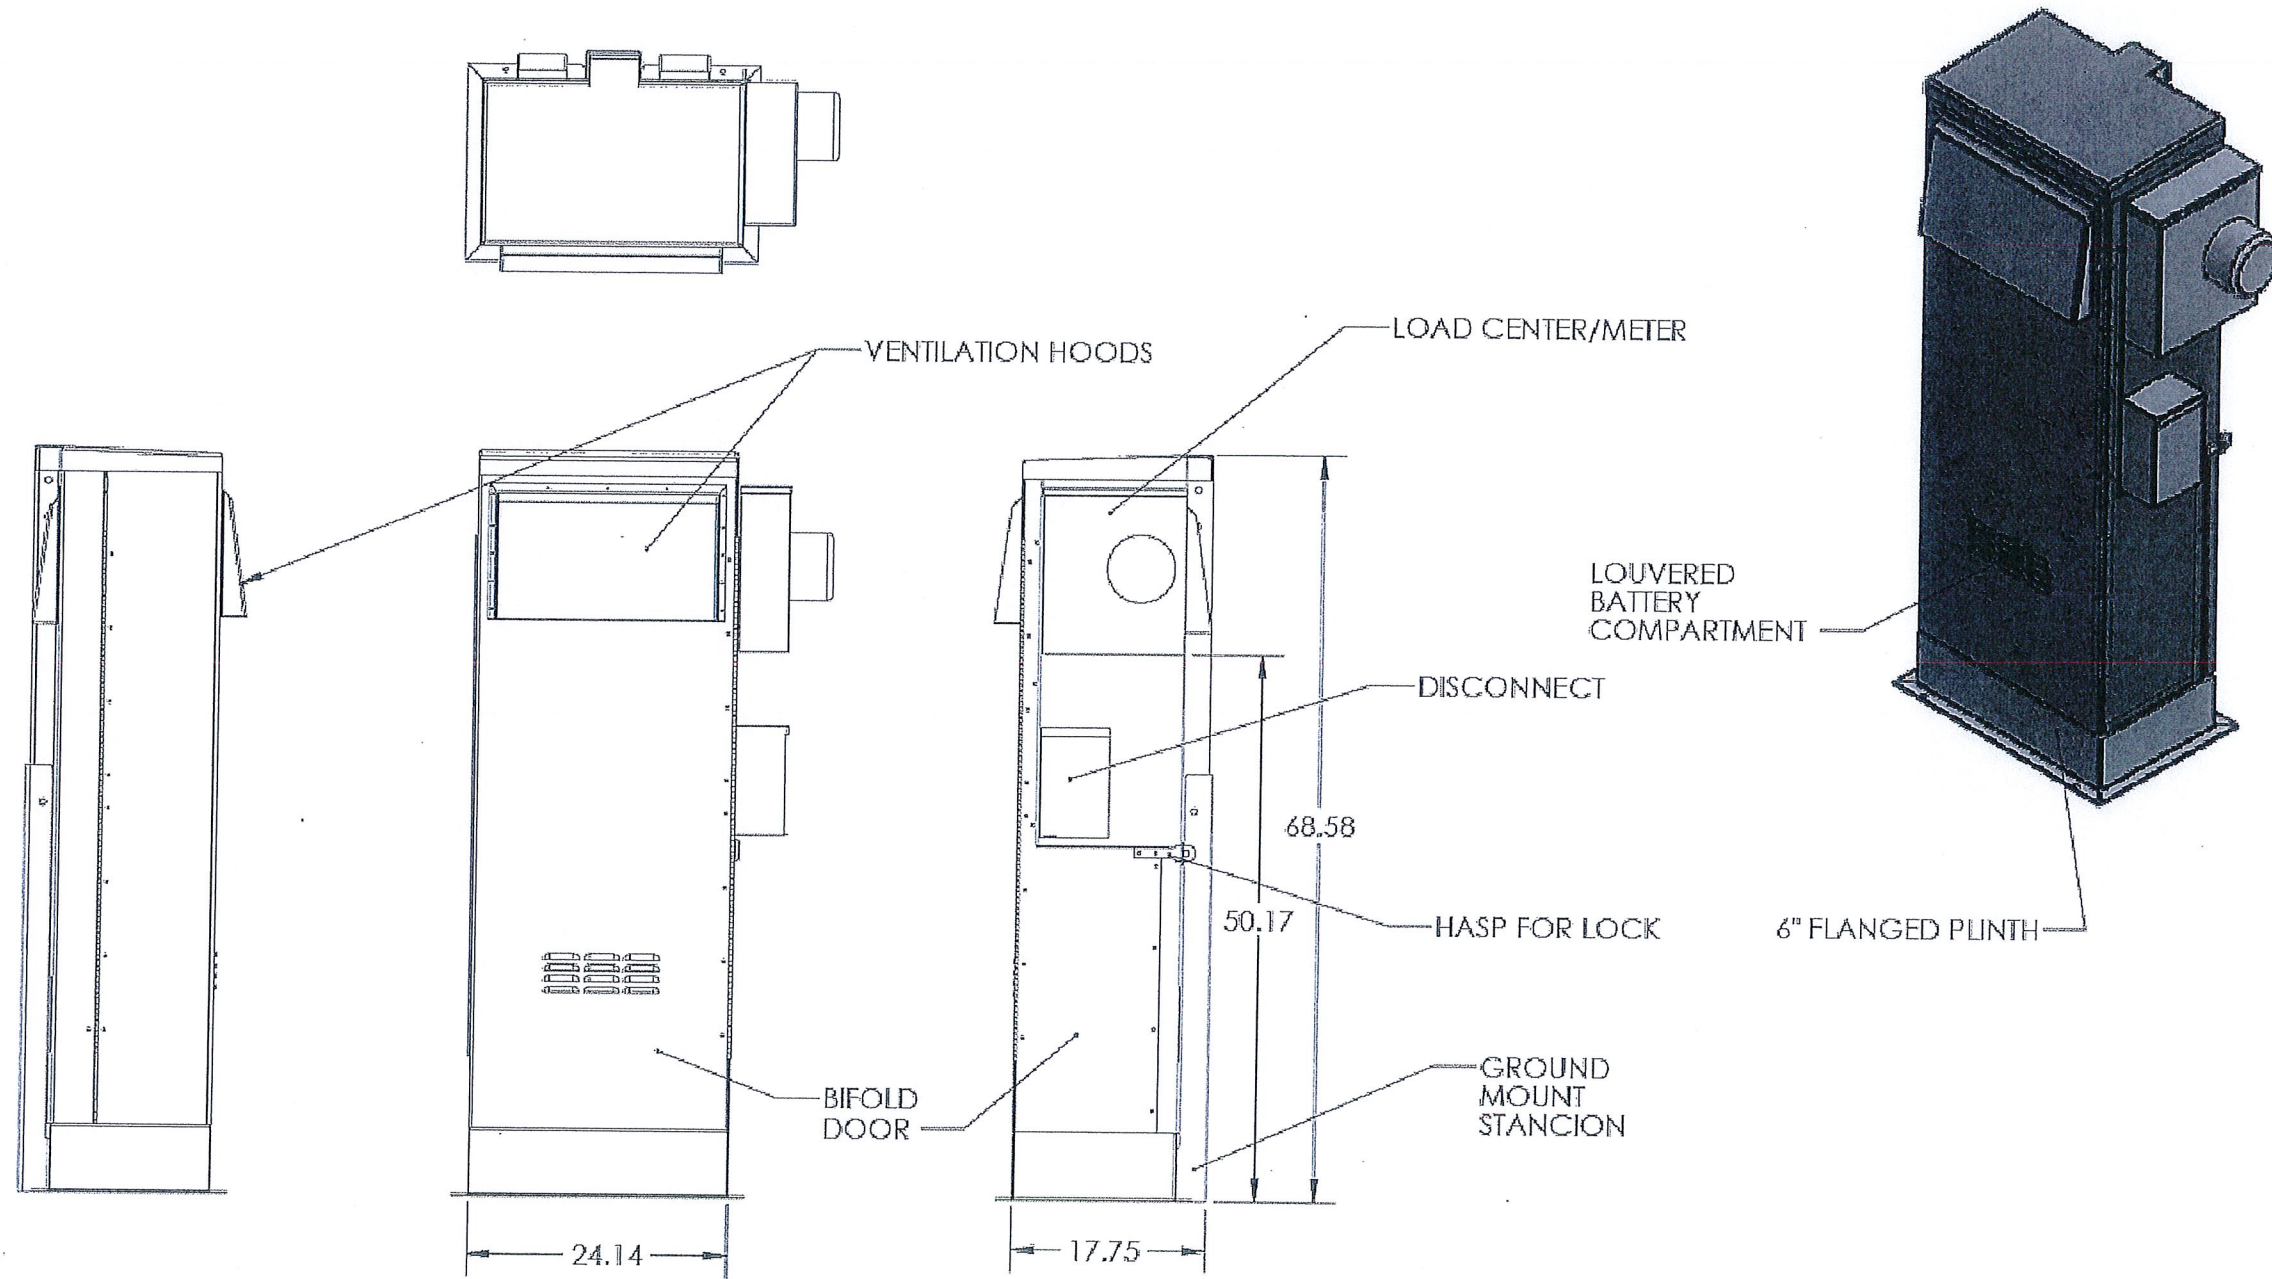 VENTILATION HOODS
LOAD CENTER/METER
LOUVERED
BATTERY
COMPARTMENT
DISCONNECT
68.58
50.17
HASP FOR LOCK
6" FLANGED PLINTH
GROUND
MOUNT
STANCION
BIFOLD
DOOR
24.14
17.75